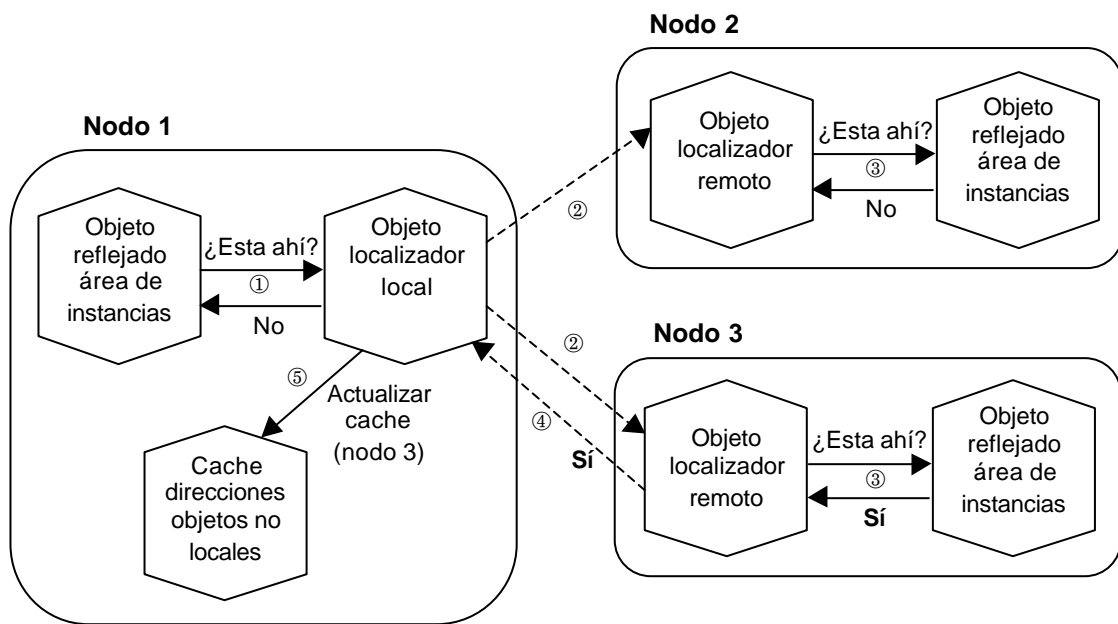 Nodo 1
Objeto
reflejado
área de
instancias
¿Esta ahí?
①
No
Objeto
localizador
local
⑤
Actualizar
cache
(nodo 3)
Cache
direcciones
objetos no
locales
②
②
④
Sí
Nodo 2
Objeto
localizador
remoto
¿Esta ahí?
③
No
Objeto
reflejado
área de
instancias
Nodo 3
Objeto
localizador
remoto
¿Esta ahí?
③
Sí
Objeto
reflejado
área de
instancias